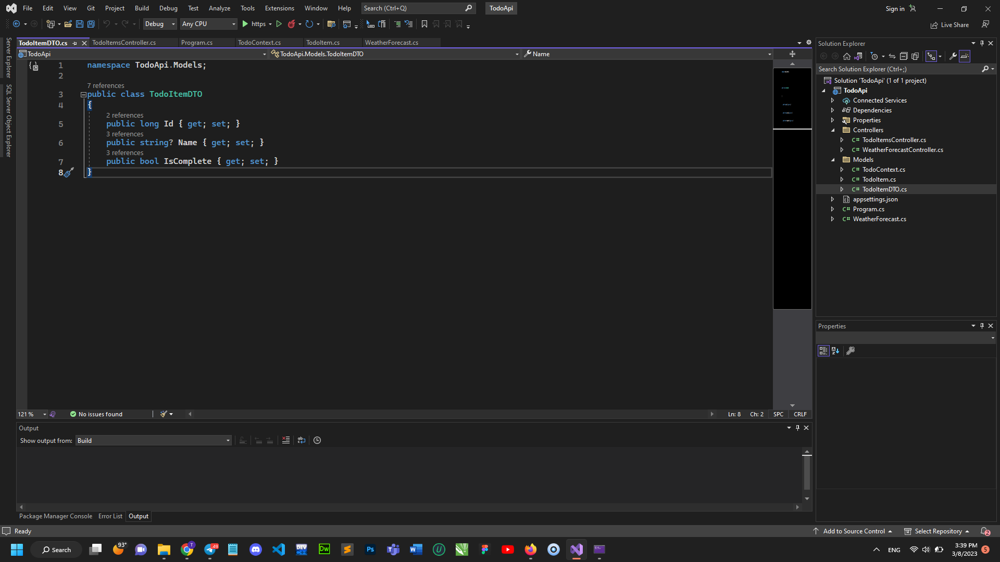 File Edit View Git Project Build Debug Test Analyze Tools Extensions Window Help Search (Ctrl+Q) TodoApi Sign in
Debug Any CPU https Live Share
Server Explorer
SQL Server Object Explorer
TodoItemDTO.cs TodoItemsController.cs Program.cs TodoContext.cs TodoItem.cs WeatherForecast.cs
TodoApi TodoApi.Models.TodoItemDTO Name
1 namespace TodoApi.Models;
2
7 references
3 public class TodoItemDTO
4 {
2 references
5 public long Id { get; set; }
3 references
6 public string? Name { get; set; }
3 references
7 public bool IsComplete { get; set; }
8 }
121 % No issues found Ln: 8 Ch: 2 SPC CRLF
Output
Show output from: Build
Package Manager Console Error List Output
Solution Explorer
Search Solution Explorer (Ctrl+;)
Solution 'TodoApi' (1 of 1 project)
TodoApi
Connected Services
Dependencies
Properties
Controllers
C# TodoItemsController.cs
C# WeatherForecastController.cs
Models
C# TodoContext.cs
C# TodoItem.cs
C# TodoItemDTO.cs
appsettings.json
C# Program.cs
C# WeatherForecast.cs
Properties
Ready Add to Source Control Select Repository 2
Search 93° T 49 DEV Dw Ps W U ENG 3:39 PM 5
3/8/2023